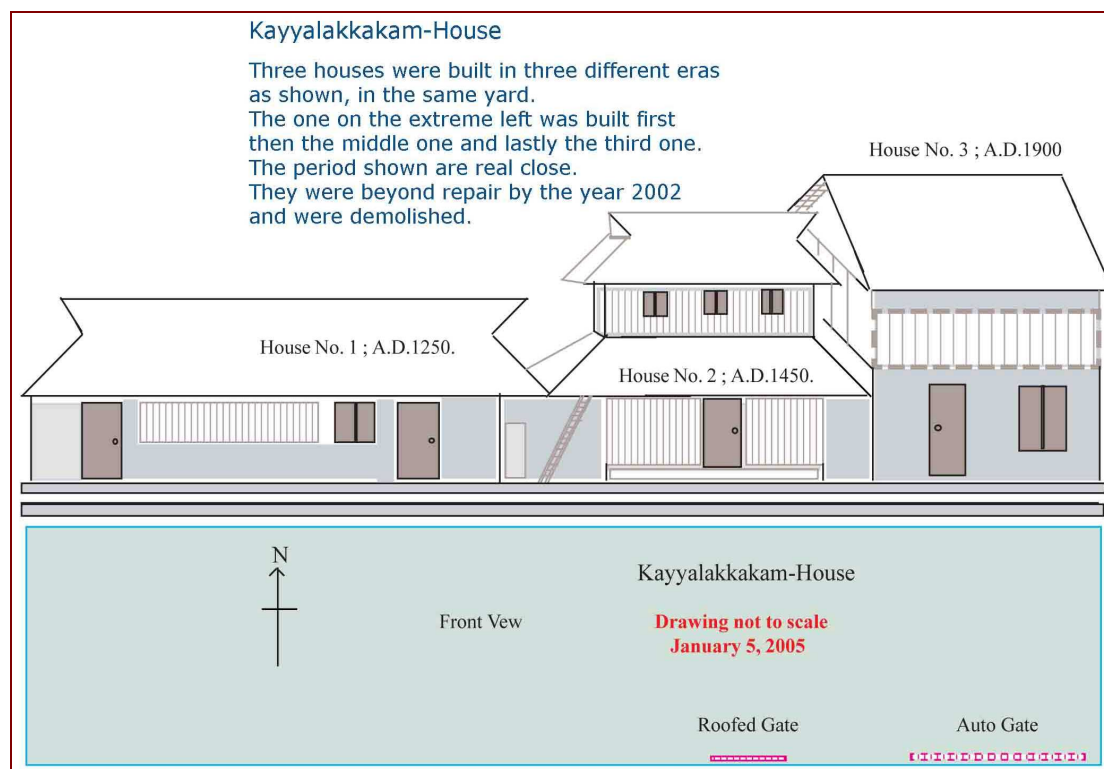 Kayyalakkakam-House
Three houses were built in three different eras
as shown, in the same yard.
The one on the extreme left was built first
then the middle one and lastly the third one.
The period shown are real close.
They were beyond repair by the year 2002
and were demolished.
House No. 3 ; A.D.1900
House No. 1 ; A.D.1250.
House No. 2 ; A.D.1450.
N
Kayyalakkakam-House
Front Vew
Drawing not to scale
January 5, 2005
Roofed Gate
Auto Gate